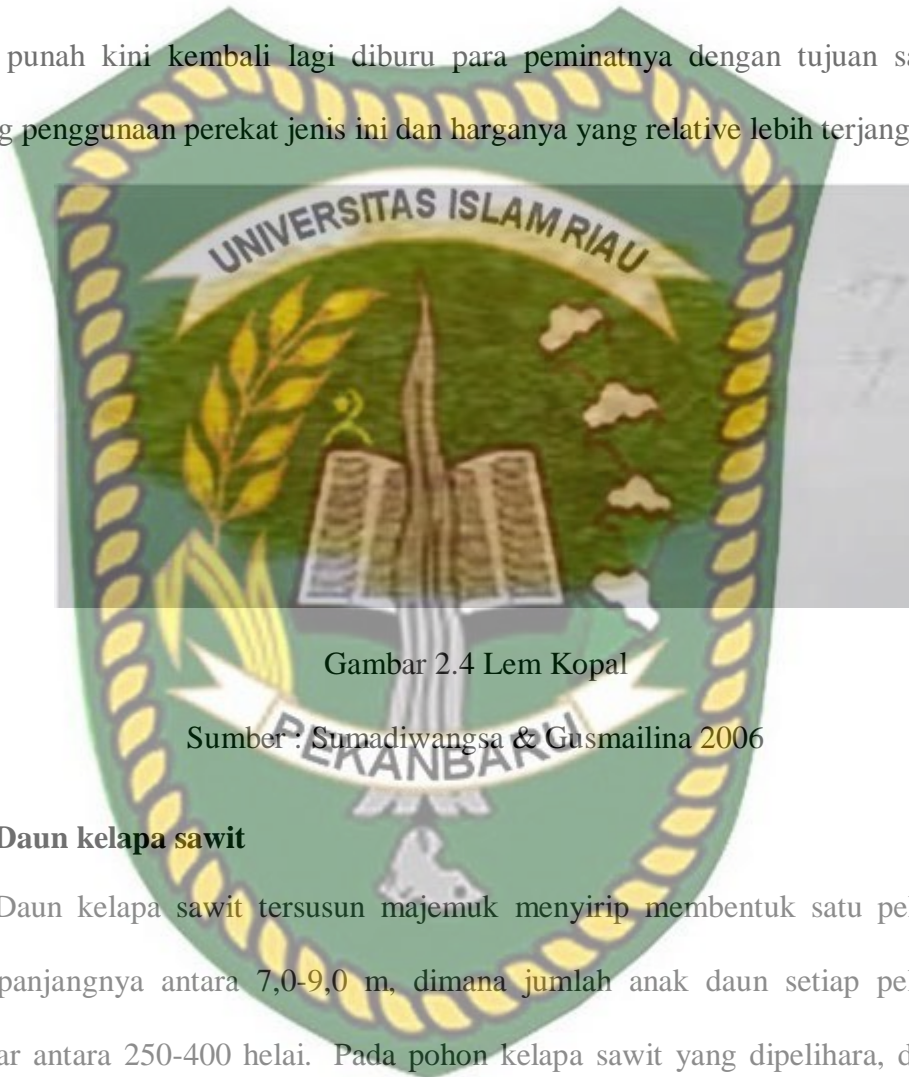 punah kini kembali lagi diburu para peminatnya dengan tujuan sa
g penggunaan perekat jenis ini dan harganya yang relative lebih terjang
UNIVERSITAS ISLAM RIAU
Gambar 2.4 Lem Kopal
Sumber : Sumadiwangsa & Gusmailina 2006
PEKANBARU
Daun kelapa sawit
Daun kelapa sawit tersusun majemuk menyirip membentuk satu pel
panjangnya antara 7,0-9,0 m, dimana jumlah anak daun setiap pel
ar antara 250-400 helai. Pada pohon kelapa sawit yang dipelihara, d